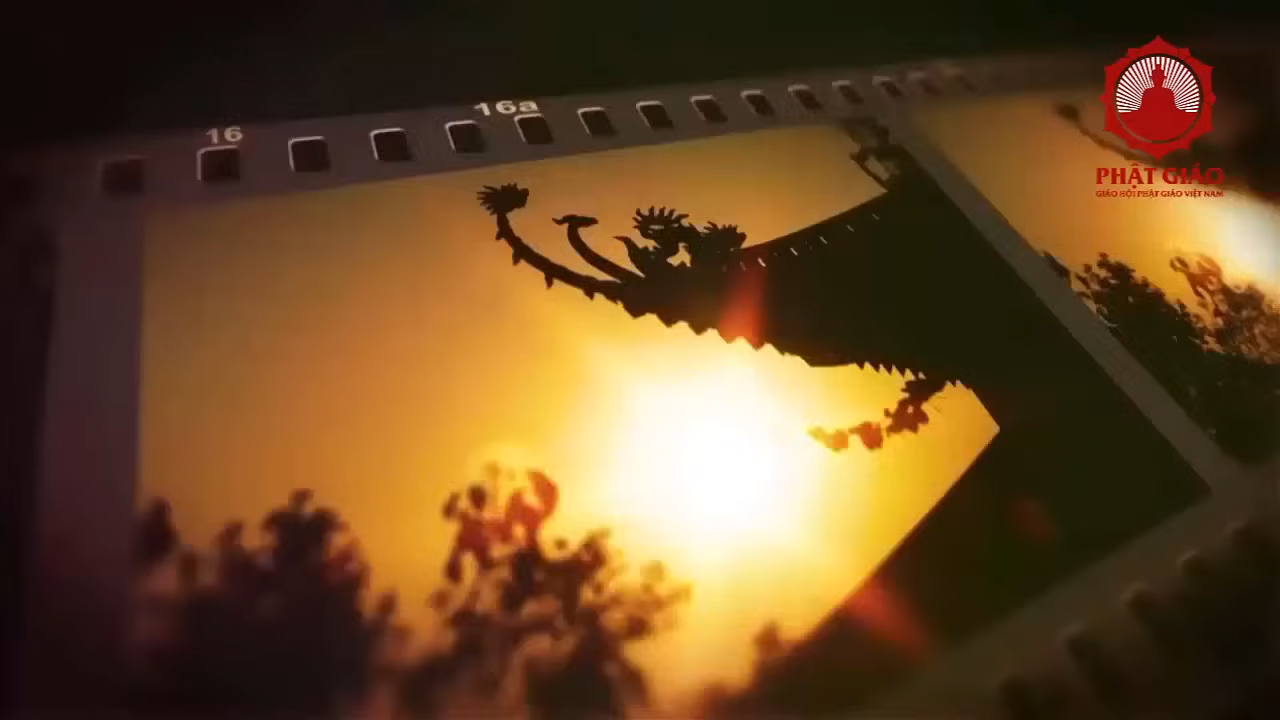 16
16a
PHẬT GIÁO
GIÁO HỘI PHẬT GIÁO VIỆT NAM